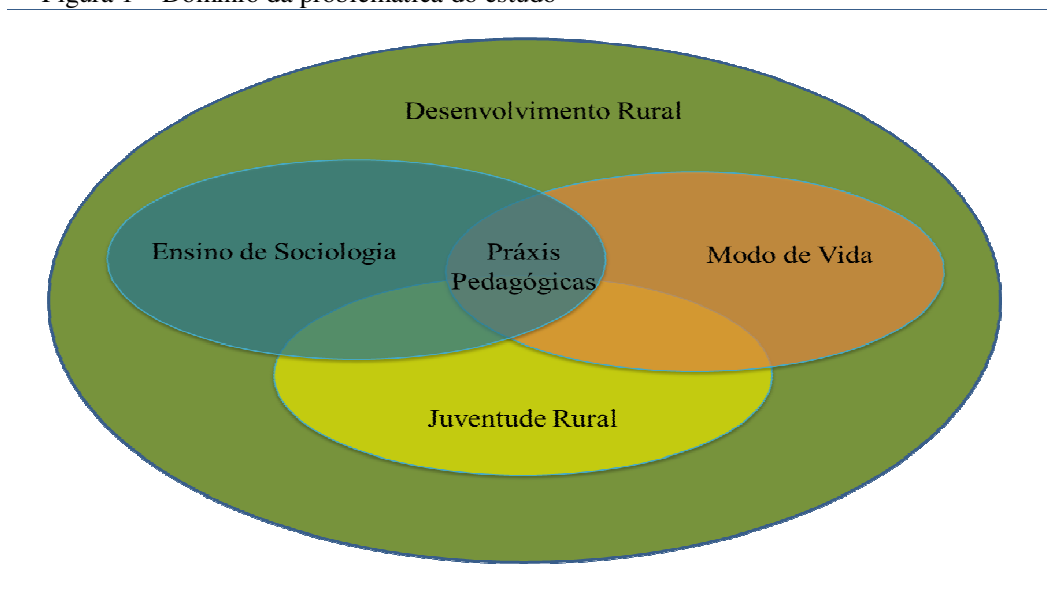 Figura 1 – Domínio da problemática do estudo
Desenvolvimento Rural
Ensino de Sociologia
Práxis
Pedagógicas
Modo de Vida
Juventude Rural